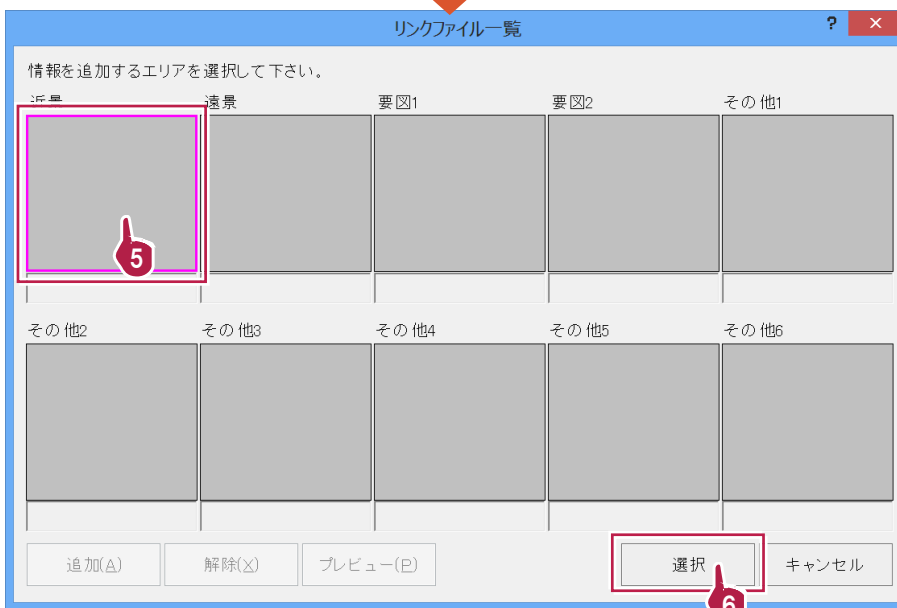 リンクファイル一覧
?
×
情報を追加するエリアを選択して下さい。
近景 遠景 要図1 要図2 その他1
5
その他2 その他3 その他4 その他5 その他6
追加(A) 解除(X) プレビュー(P) 選択 キャンセル
6